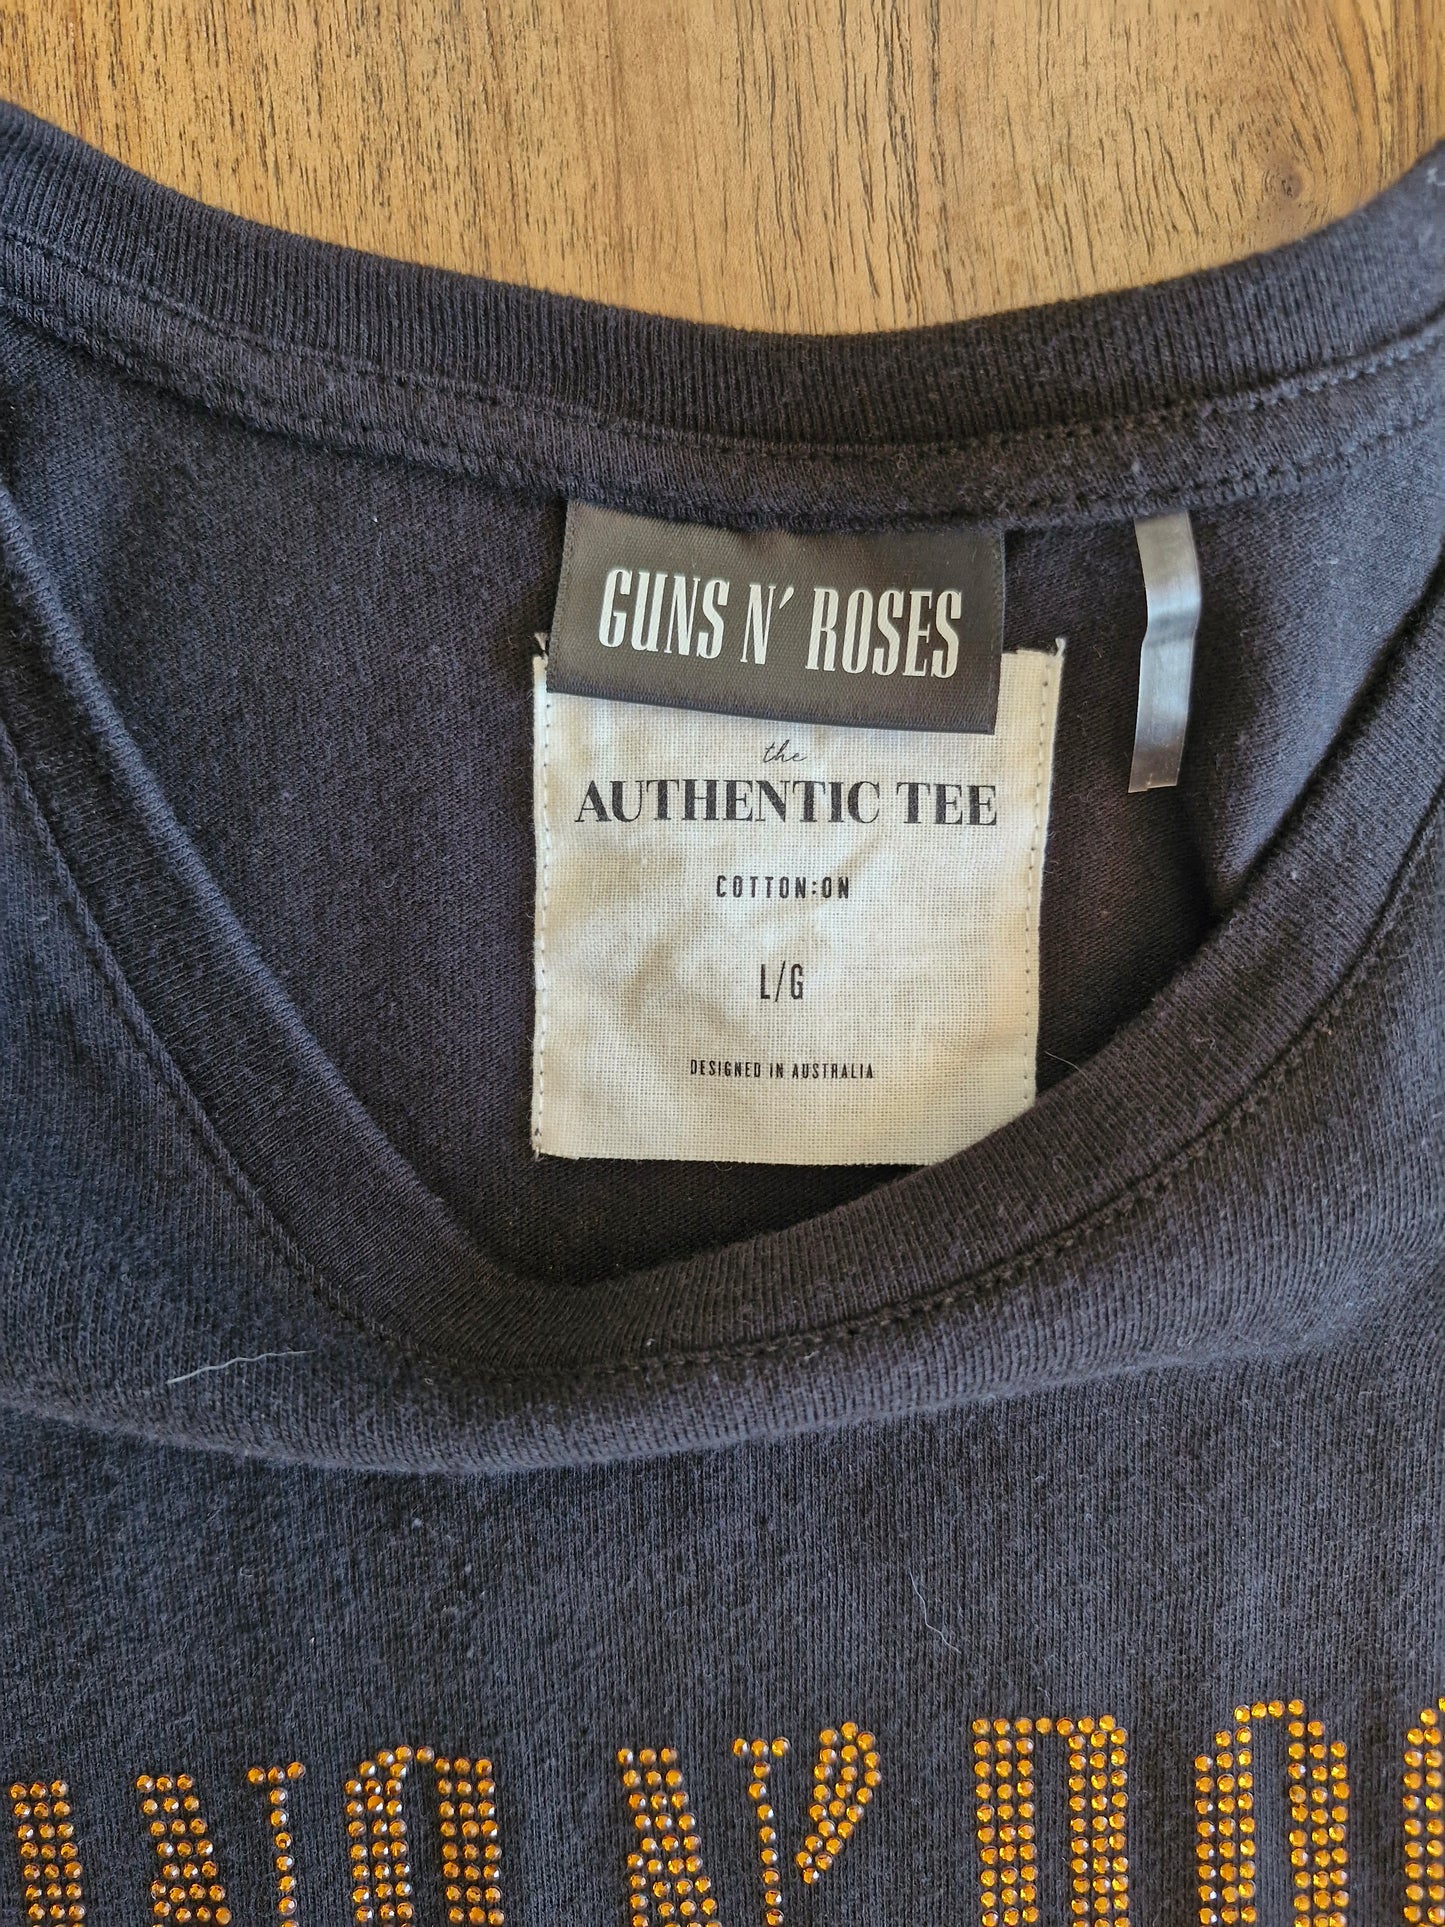 GUNS N' ROSES
the
AUTHENTIC TEE
COTTON:ON
L/G
DESIGNED IN AUSTRALIA